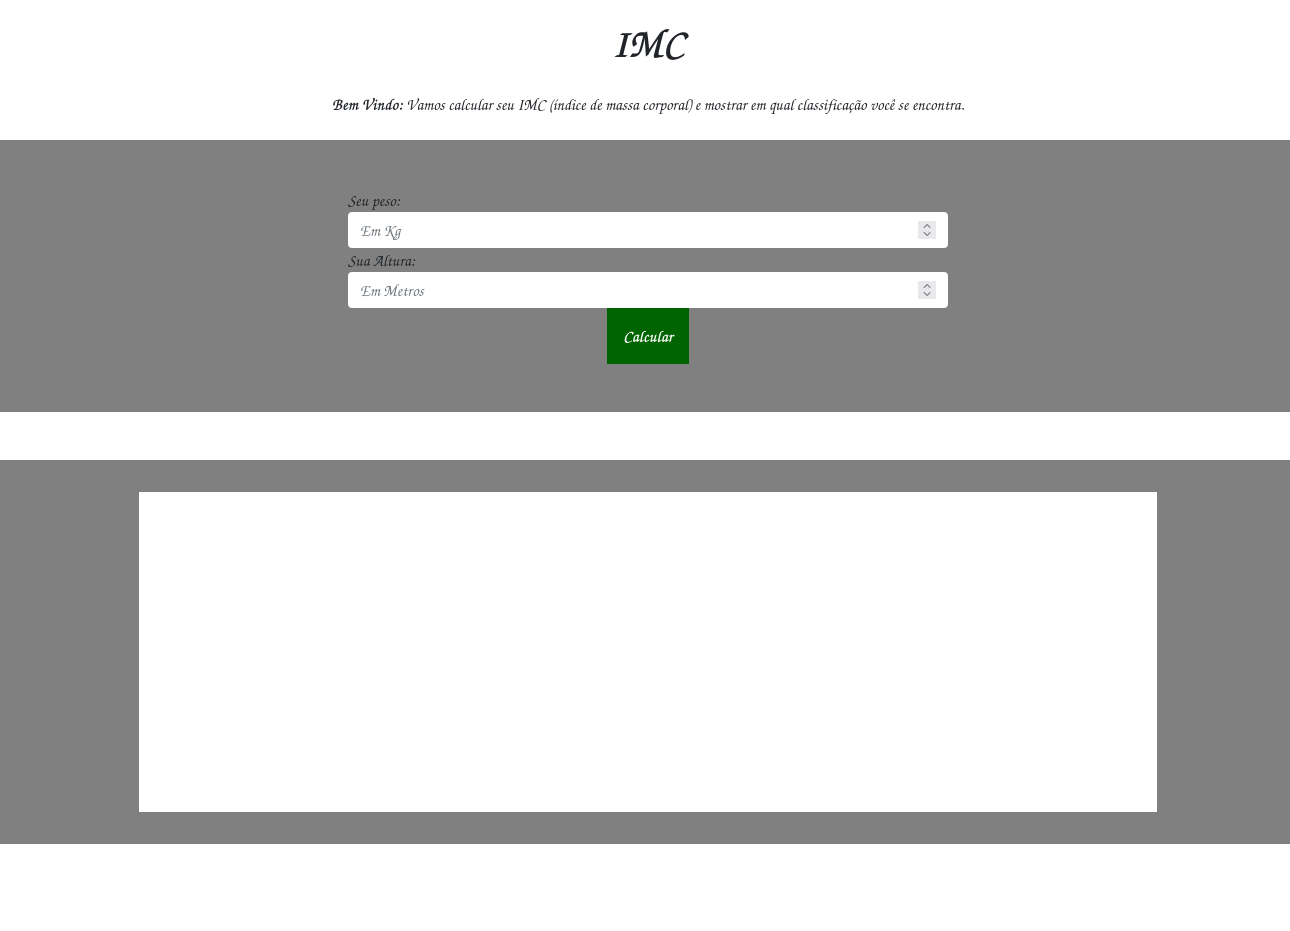 IMC
Bem Vindo: Vamos calcular seu IMC (índice de massa corporal) e mostrar em qual classificação você se encontra.
Seu peso:
Em Kg
Sua Altura:
Em Metros
Calcular